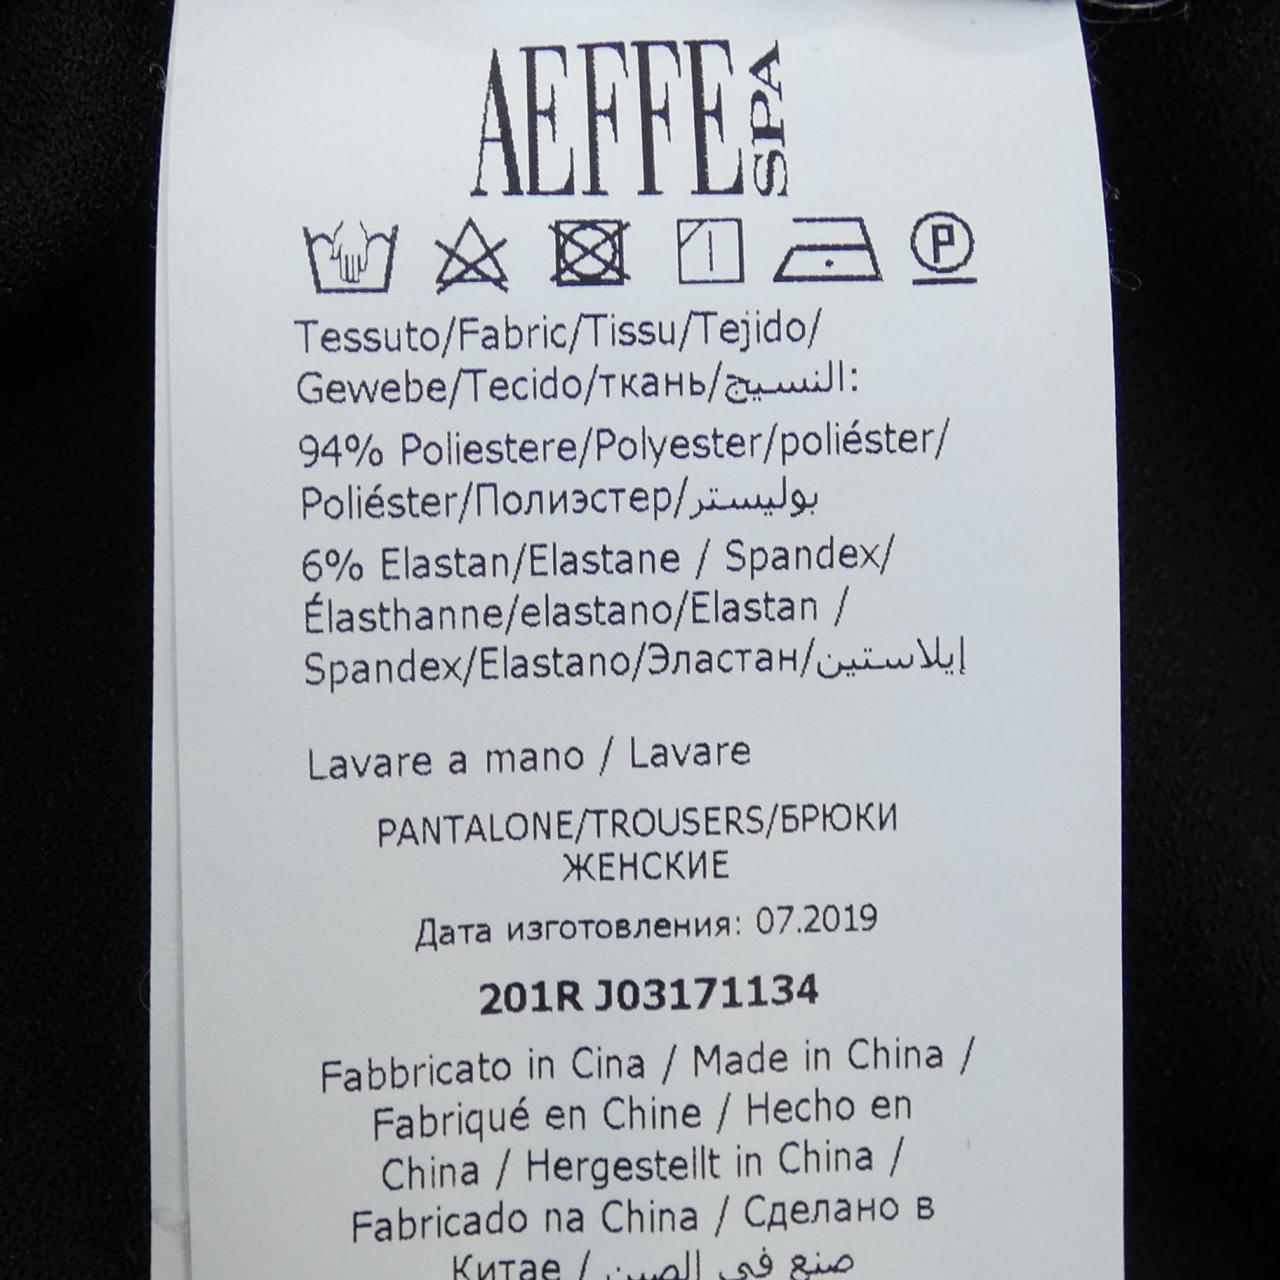 AEFFE SPA
P
Tessuto/Fabric/Tissu/Tejido/
Gewebe/Tecido/ткань/النسيج:
94% Poliestere/Polyester/poliéster/
Poliéster/Полиэстер/بوليستر
6% Elastan/Elastane / Spandex/
Élasthanne/elastano/Elastan /
Spandex/Elastano/Эластан/إيلاستين
Lavare a mano / Lavare
PANTALONE/TROUSERS/БРЮКИ
ЖЕНСКИЕ
Дата изготовления: 07.2019
201R J03171134
Fabbricato in Cina / Made in China /
Fabriqué en Chine / Hecho en
China / Hergestellt in China /
Fabricado na China / Сделано в
Китае / صنع في الصين